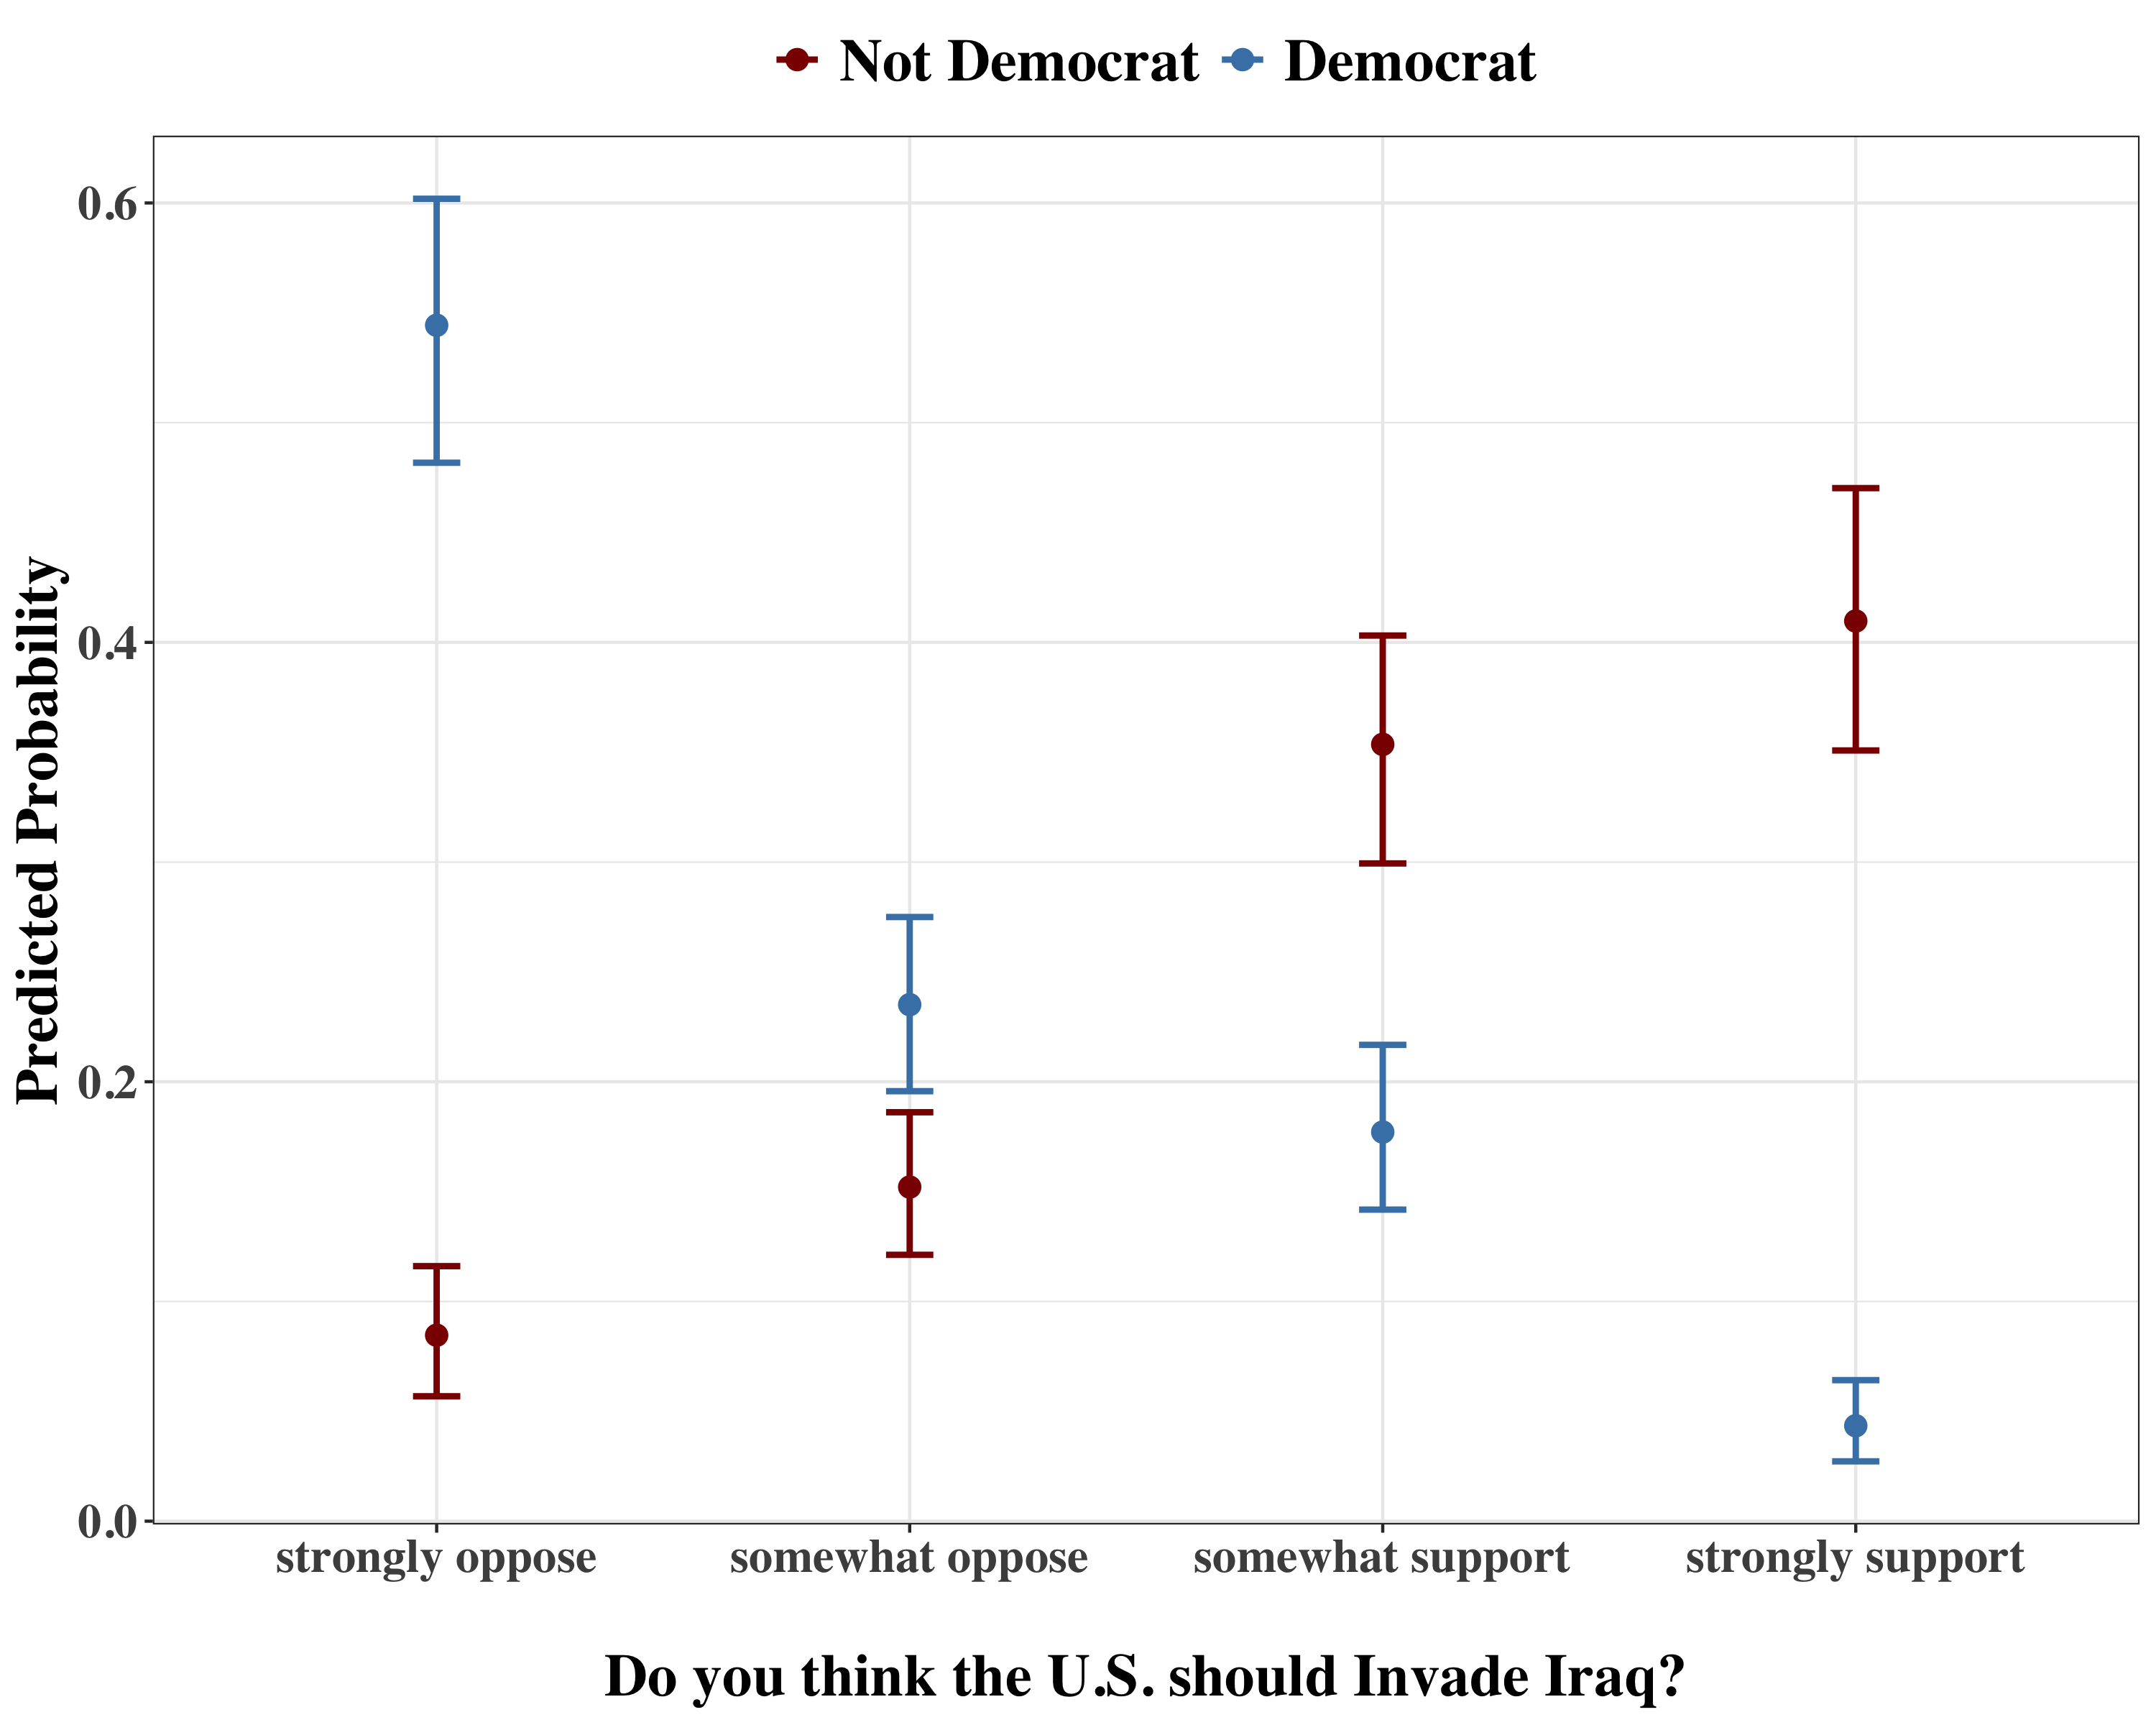 Not Democrat Democrat
Predicted Probability
0.6
0.4
0.2
0.0
strongly oppose somewhat oppose somewhat support strongly support
Do you think the U.S. should Invade Iraq?